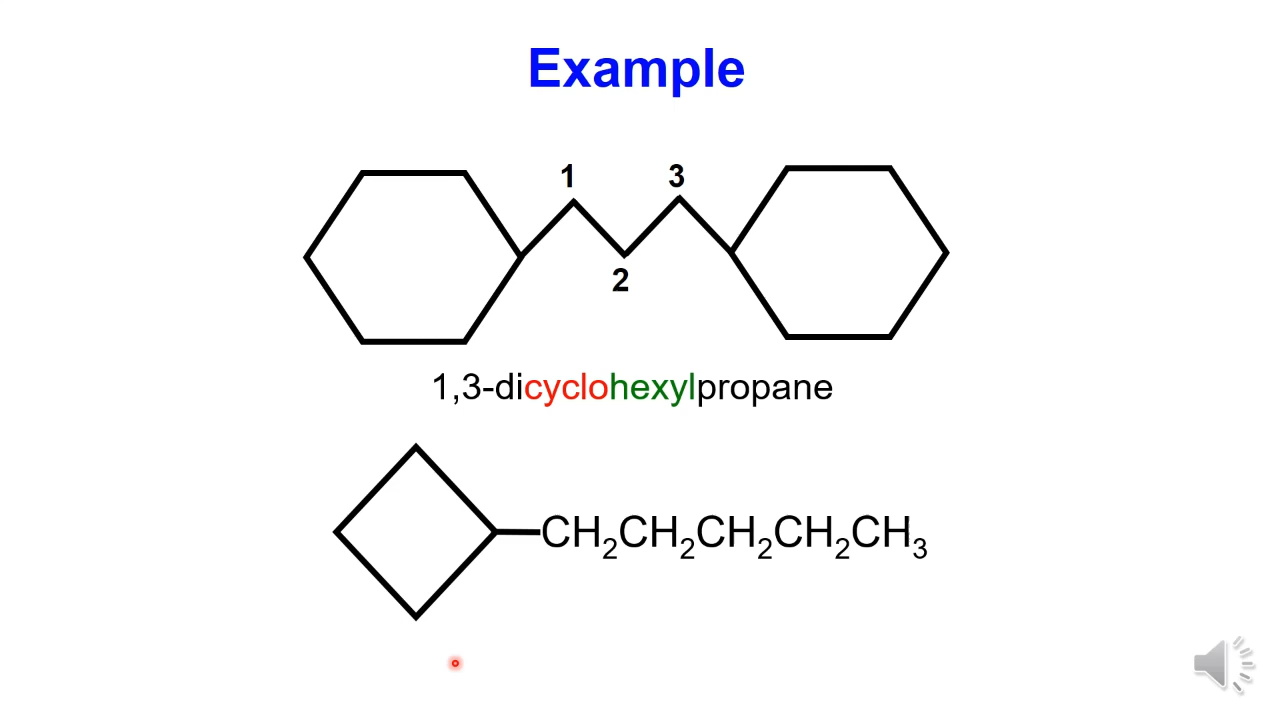 Example
1 3
2
1,3-dicyclohexylpropane
CH₂CH₂CH₂CH₂CH₃